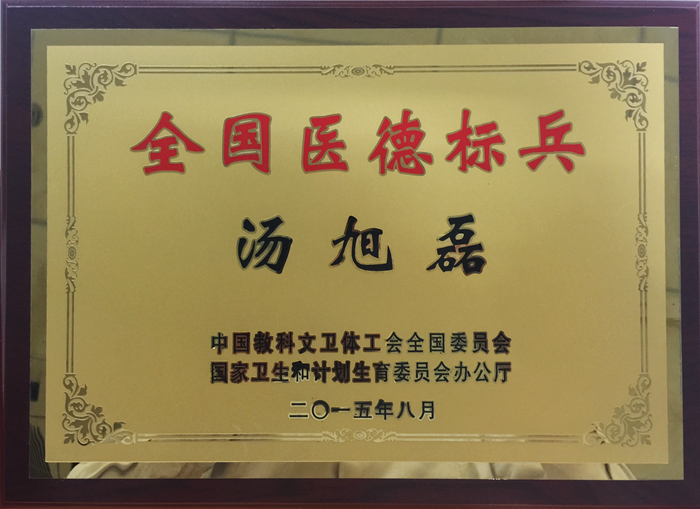 全国医德标兵
汤旭磊
中国教科文卫体工会全国委员会
国家卫生和计划生育委员会办公厅
二〇一五年八月